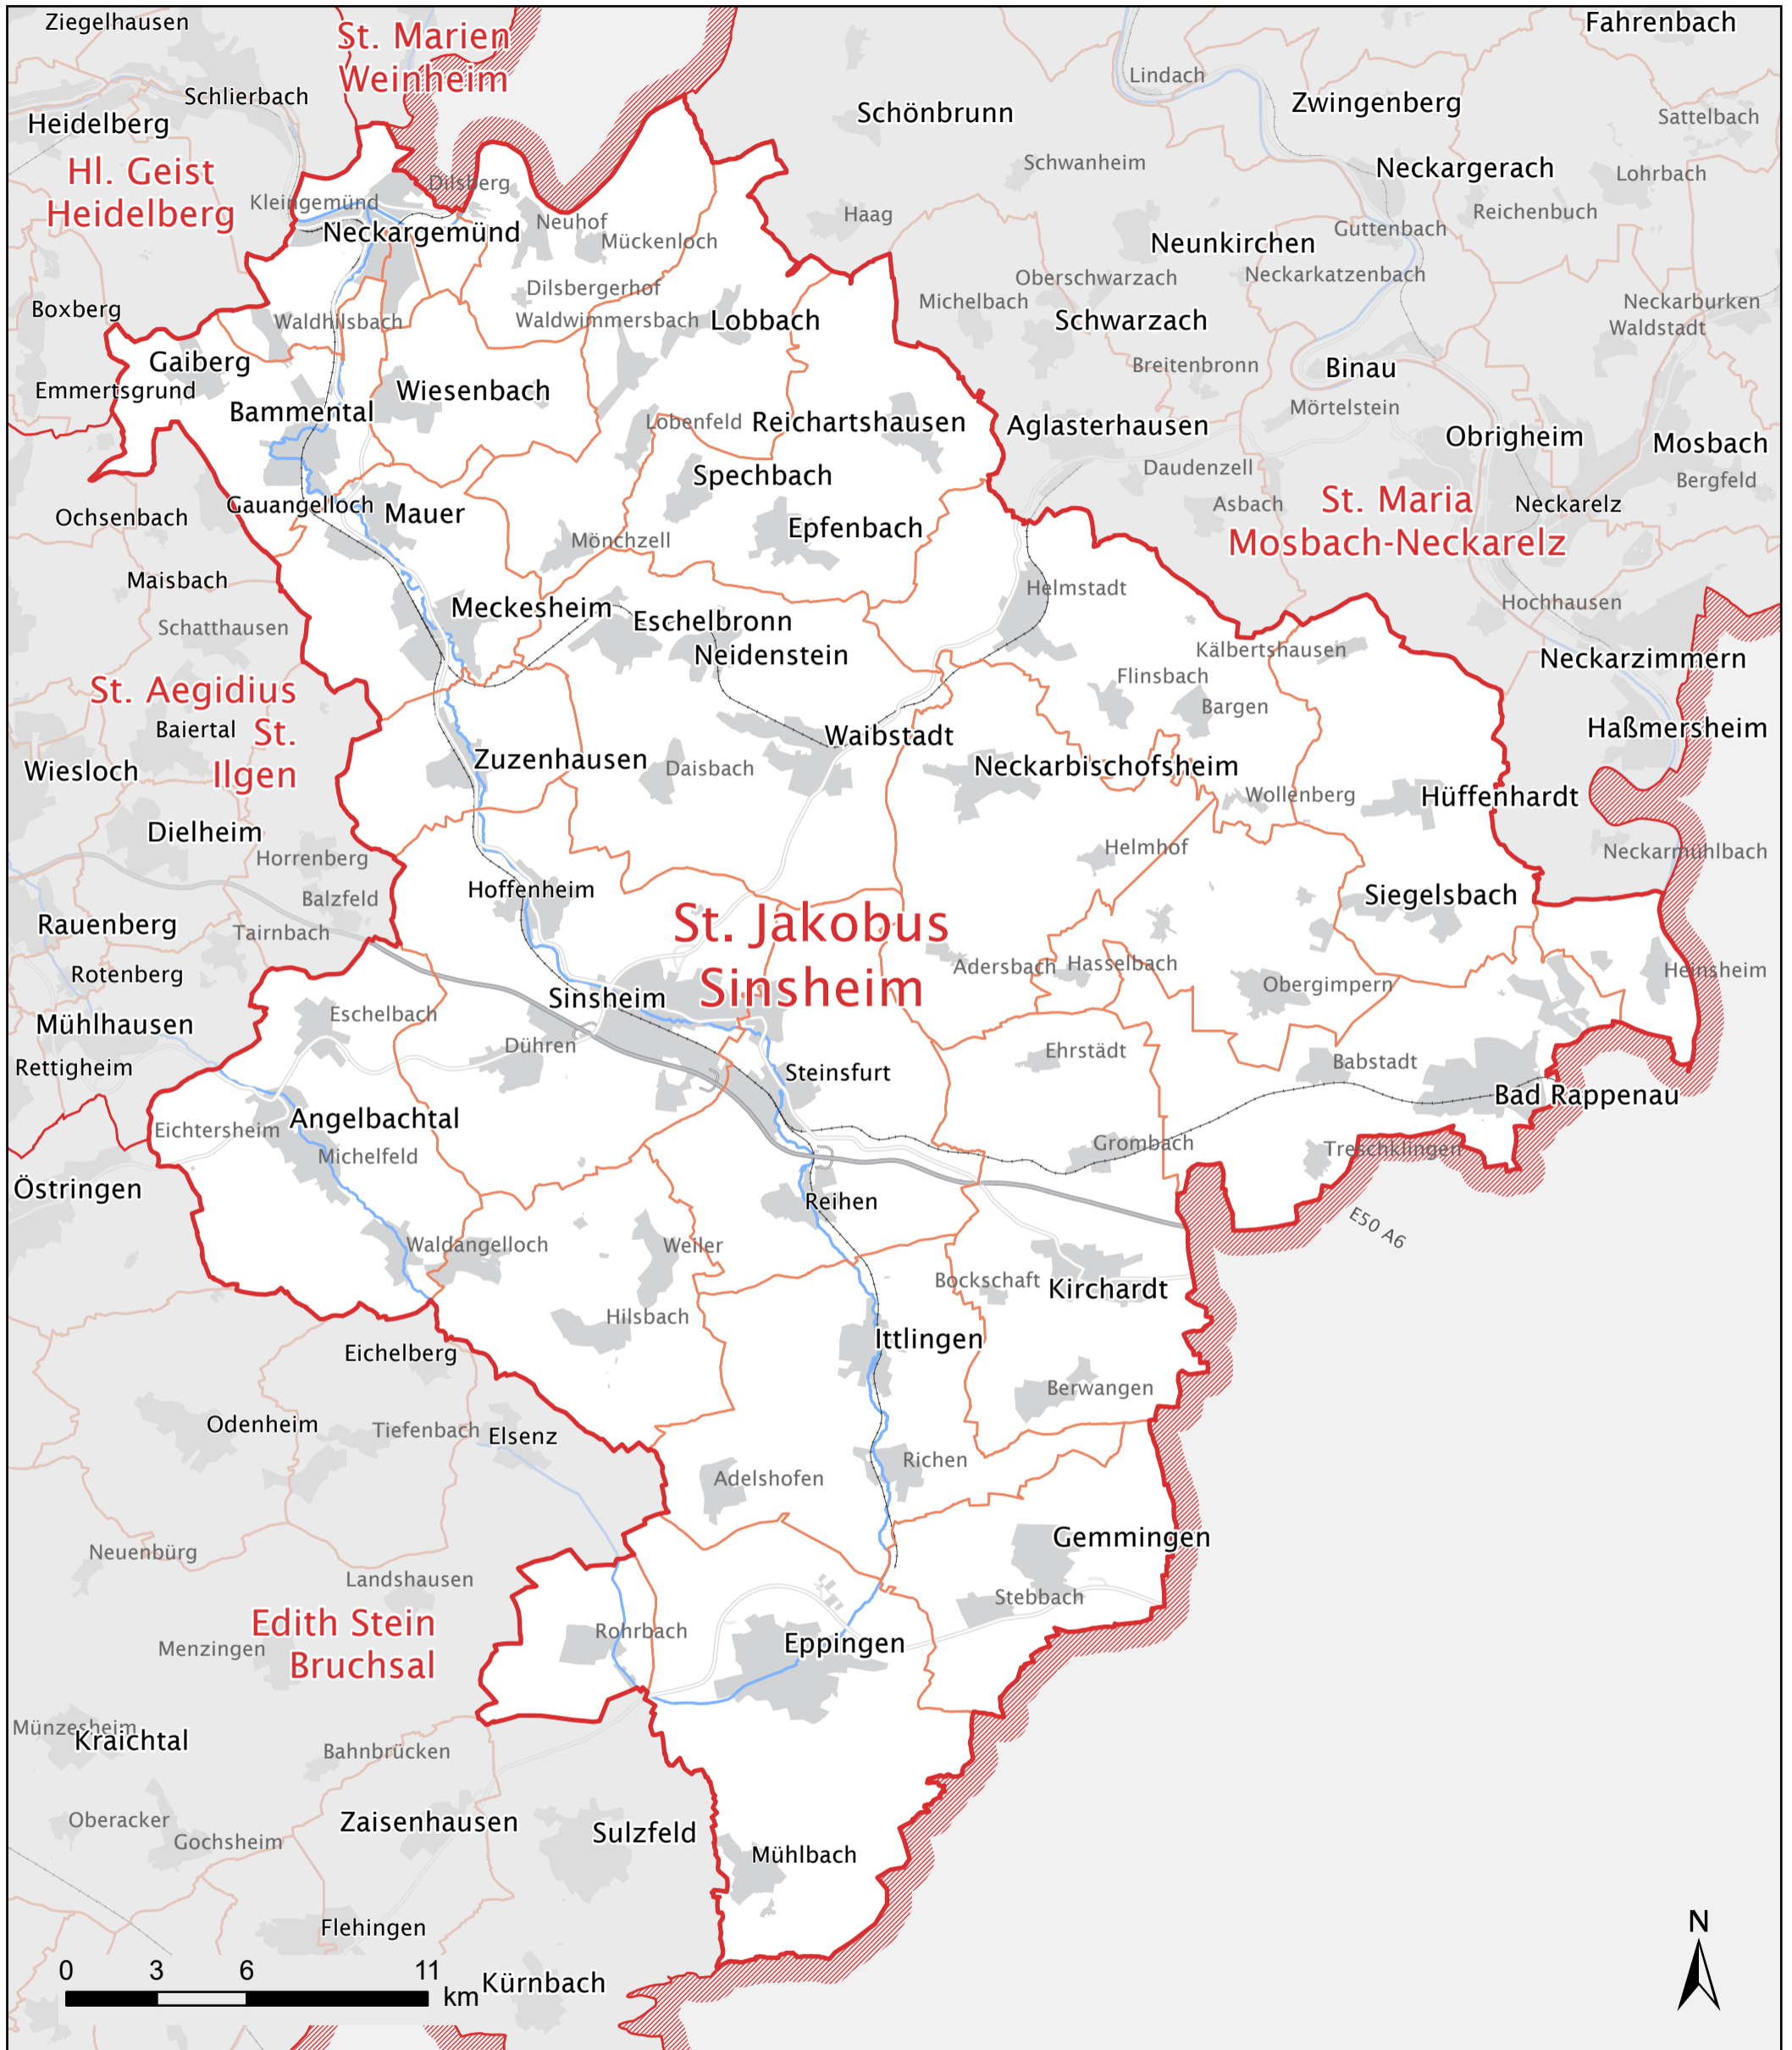 Ziegelhausen
St. Marien
Weinheim
Fahrenbach
Lindach
Schlierbach
Zwingenberg
Schönbrunn
Sattelbach
Heidelberg
Hl. Geist
Heidelberg
Schwanheim
Neckargerach
Lohrbach
Dilsberg
Kleingemünd
Neckargemünd
Neuhof
Mückenloch
Haag
Reichenbuch
Guttenbach
Neunkirchen
Oberschwarzach
Neckarkatzenbach
Dilsbergerhof
Michelbach
Neckarburken
Boxberg
Waldhilsbach
Waldwimmersbach
Lobbach
Schwarzach
Waldstadt
Gaiberg
Breitenbronn
Binau
Emmertsgrund
Wiesenbach
Bammental
Mörtelstein
Lobenfeld
Reichartshausen
Aglasterhausen
Obrigheim
Mosbach
Spechbach
Daudenzell
Bergfeld
Gauangelloch
Mauer
Asbach
St. Maria
Mosbach-Neckarelz
Neckarelz
Ochsenbach
Epfenbach
Mönchzell
Maisbach
Helmstadt
Hochhausen
Meckesheim
Eschelbronn
Schatthausen
Neidenstein
Kälbertshausen
Neckarzimmern
Flinsbach
St. Aegidius
St.
Ilgen
Bargen
Baiertal
Waibstadt
Haßmersheim
Wiesloch
Zuzenhausen
Daisbach
Neckarbischofsheim
Wollenberg
Hüffenhardt
Dielheim
Horrenberg
Helmhof
Neckarmühlbach
Balzfeld
Hoffenheim
Siegelsbach
Rauenberg
Tairnbach
St. Jakobus
Sinsheim
Rotenberg
Adersbach
Hasselbach
Heinsheim
Obergimpern
Sinsheim
Mühlhausen
Eschelbach
Dühren
Ehrstädt
Babstadt
Rettigheim
Steinsfurt
Bad Rappenau
Angelbachtal
Eichtersheim
Michelfeld
Grombach
Treschklingen
Östringen
Reihen
E50 A6
Waldangelloch
Weiler
Bockschaft
Kirchardt
Hilsbach
Ittlingen
Eichelberg
Berwangen
Odenheim
Tiefenbach
Elsenz
Richen
Adelshofen
Gemmingen
Neuenbürg
Landshausen
Stebbach
Edith Stein
Bruchsal
Rohrbach
Eppingen
Menzingen
Münzesheim
Kraichtal
Bahnbrücken
Oberacker
Gochsheim
Zaisenhausen
Sulzfeld
Mühlbach
Flehingen
N
0 3 6 11
km
Kürnbach